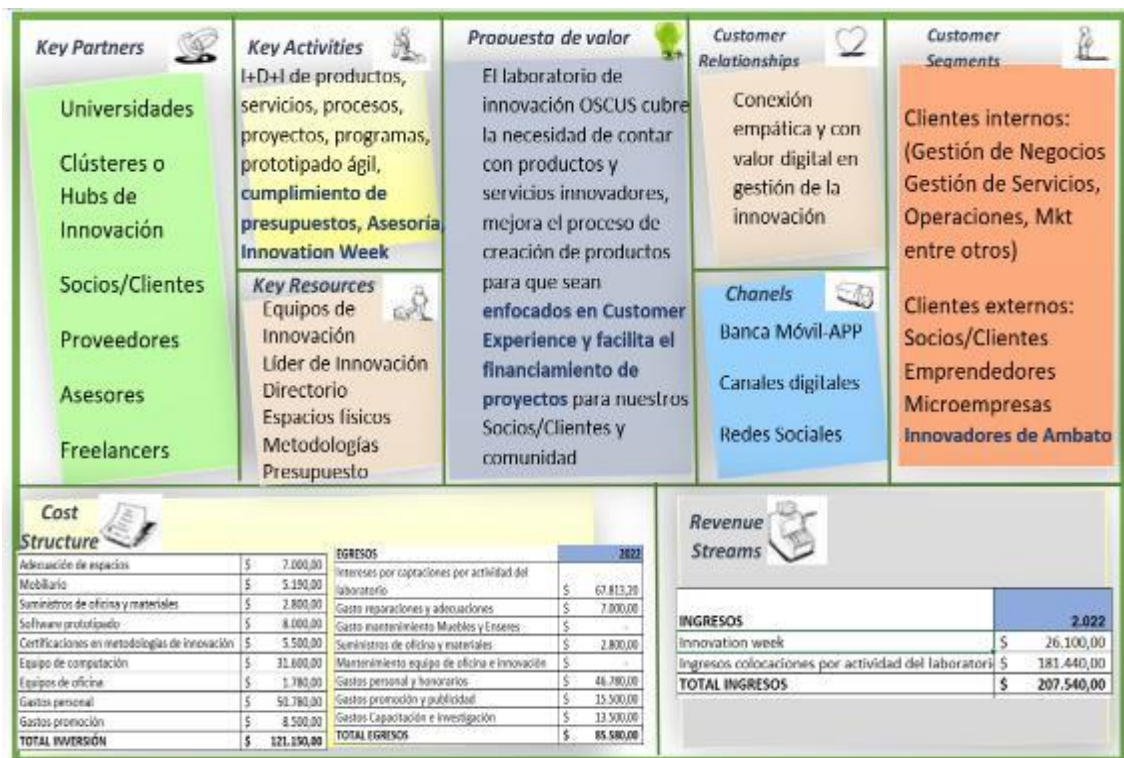 Key Partners
Universidades
Clústeres o
Hubs de
Innovación
Socios/Clientes
Proveedores
Asesores
Freelancers
Key Activities
I+D+I de productos,
servicios, procesos,
proyectos, programas,
prototipado ágil,
cumplimiento de
presupuestos, Asesoría,
Innovation Week
Key Resources
Equipos de
Innovación
Líder de Innovación
Directorio
Espacios físicos
Metodologías
Presupuesto
Propuesta de valor
El laboratorio de
innovación OSCUS cubre
la necesidad de contar
con productos y
servicios innovadores,
mejora el proceso de
creación de productos
para que sean
enfocados en Customer
Experience y facilita el
financiamiento de
proyectos para nuestros
Socios/Clientes y
comunidad
Customer
Relationships
Conexión
empática y con
valor digital en
gestión de la
innovación
Chanels
Banca Móvil-APP
Canales digitales
Redes Sociales
Customer
Segments
Clientes internos:
(Gestión de Negocios
Gestión de Servicios,
Operaciones, Mkt
entre otros)
Clientes externos:
Socios/Clientes
Emprendedores
Microempresas
Innovadores de Ambato
Cost
Structure
Adecuación de espacios $ 7.000,00
Mobiliario $ 5.190,00
Suministros de oficina y materiales $ 2.800,00
Software prototipado $ 8.000,00
Certificaciones en metodologías de innovación $ 5.500,00
Equipo de computación $ 31.600,00
Equipos de oficina $ 1.780,00
Gastos personal $ 50.780,00
Gastos promoción $ 8.500,00
TOTAL INVERSIÓN $ 121.150,00
EGRESOS 2022
Intereses por captaciones por actividad del
laboratorio $ 67.813,20
Gasto reparaciones y adecuaciones $ 7.000,00
Gasto mantenimiento Muebles y Enseres $ -
Suministros de oficina y materiales $ 2.800,00
Mantenimiento equipo de oficina e innovación $ -
Gastos personal y honorarios $ 46.780,00
Gastos promoción y publicidad $ 15.500,00
Gastos Capacitación e investigación $ 13.500,00
TOTAL EGRESOS $ 85.580,00
Revenue
Streams
INGRESOS 2.022
Innovation week $ 26.100,00
Ingresos colocaciones por actividad del laboratori $ 181.440,00
TOTAL INGRESOS $ 207.540,00